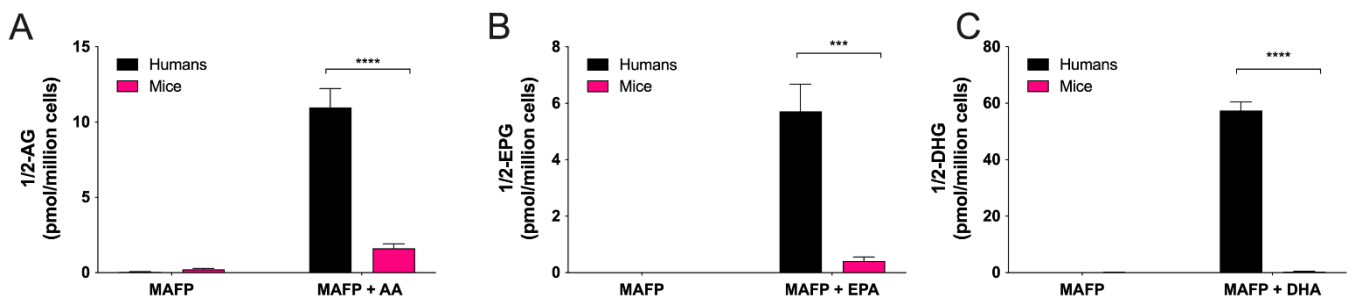 A
1/2-AG
(pmol/million cells)
15
10
5
0
Humans
Mice
****
MAFP
MAFP + AA
B
1/2-EPG
(pmol/million cells)
8
6
4
2
0
Humans
Mice
***
MAFP
MAFP + EPA
C
1/2-DHG
(pmol/million cells)
80
60
40
20
0
Humans
Mice
****
MAFP
MAFP + DHA